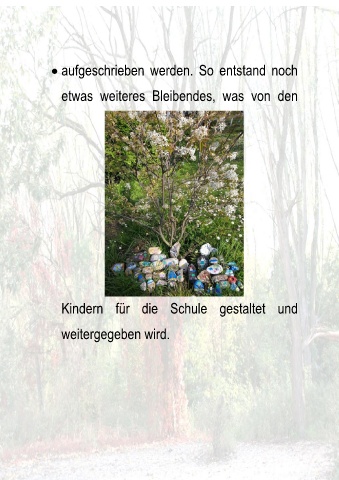 • aufgeschrieben werden. So entstand noch
etwas weiteres Bleibendes, was von den
Kindern für die Schule gestaltet und
weitergegeben wird.